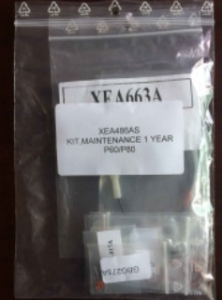 XEA663A
XEA486AS
KIT MAINTENANCE 1 YEAR
P60/P80